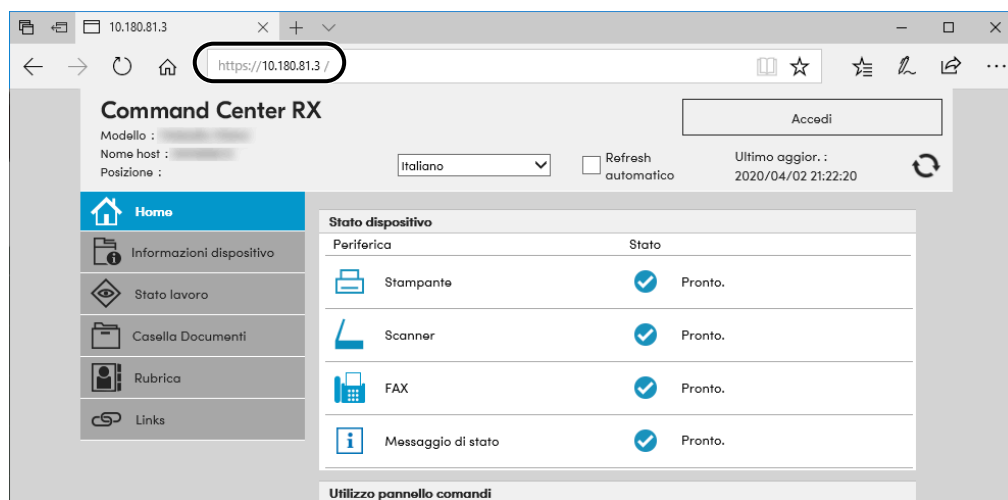 10.180.81.3
https://10.180.81.3 /
Command Center RX
Accedi
Modello :
Nome host :
Posizione :
Italiano
Refresh
automatico
Ultimo aggior. :
2020/04/02 21:22:20
Home
Informazioni dispositivo
Stato lavoro
Casella Documenti
Rubrica
Links
Stato dispositivo
Periferica Stato
Stampante Pronto.
Scanner Pronto.
FAX Pronto.
Messaggio di stato Pronto.
Utilizzo pannello comandi